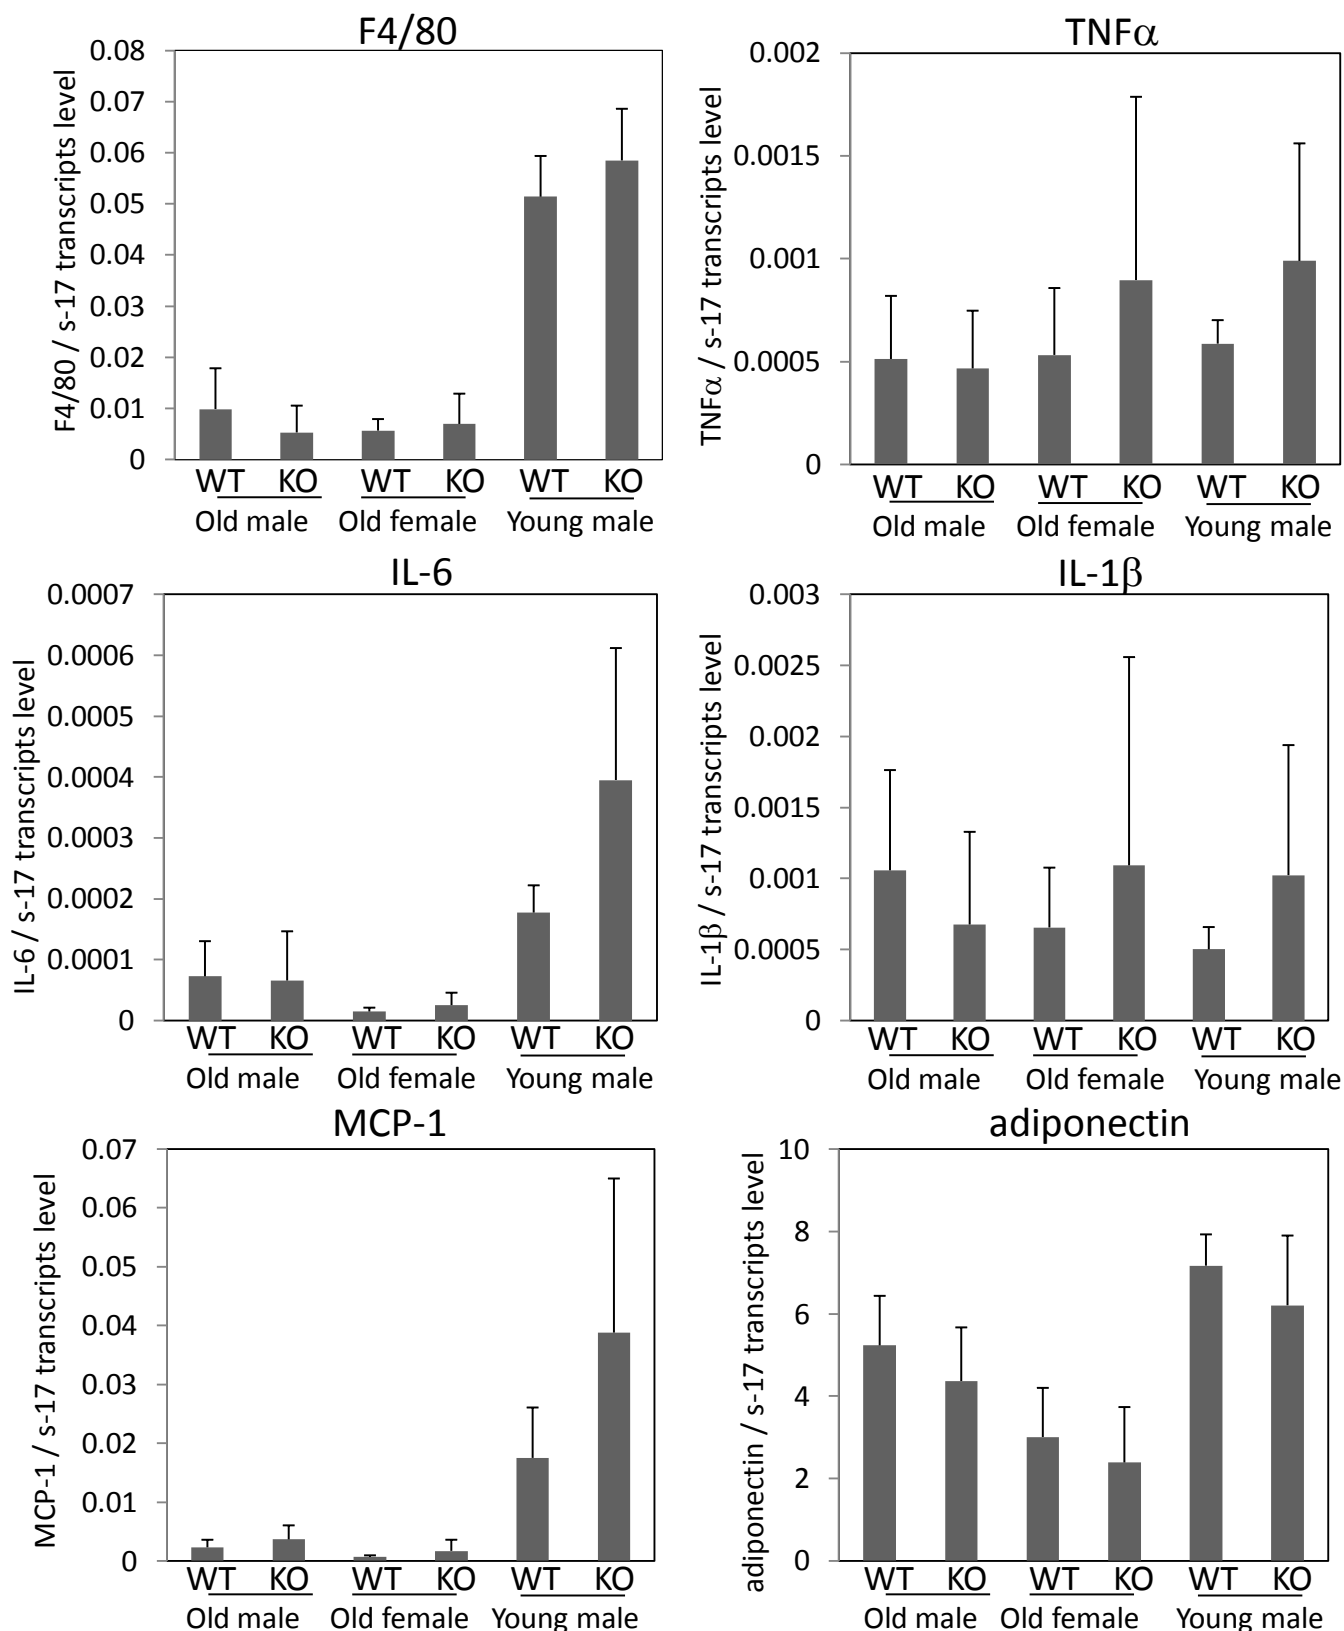 F4/80
F4/80 / s-17 transcripts level
0.08
0.07
0.06
0.05
0.04
0.03
0.02
0.01
0
WT KO WT KO WT KO
Old male Old female Young male
TNFα
TNFα / s-17 transcripts level
0.002
0.0015
0.001
0.0005
0
WT KO WT KO WT KO
Old male Old female Young male
IL-6
IL-6 / s-17 transcripts level
0.0007
0.0006
0.0005
0.0004
0.0003
0.0002
0.0001
0
WT KO WT KO WT KO
Old male Old female Young male
IL-1β
IL-1β / s-17 transcripts level
0.003
0.0025
0.002
0.0015
0.001
0.0005
0
WT KO WT KO WT KO
Old male Old female Young male
MCP-1
MCP-1 / s-17 transcripts level
0.07
0.06
0.05
0.04
0.03
0.02
0.01
0
WT KO WT KO WT KO
Old male Old female Young male
adiponectin
adiponectin / s-17 transcripts level
10
8
6
4
2
0
WT KO WT KO WT KO
Old male Old female Young male